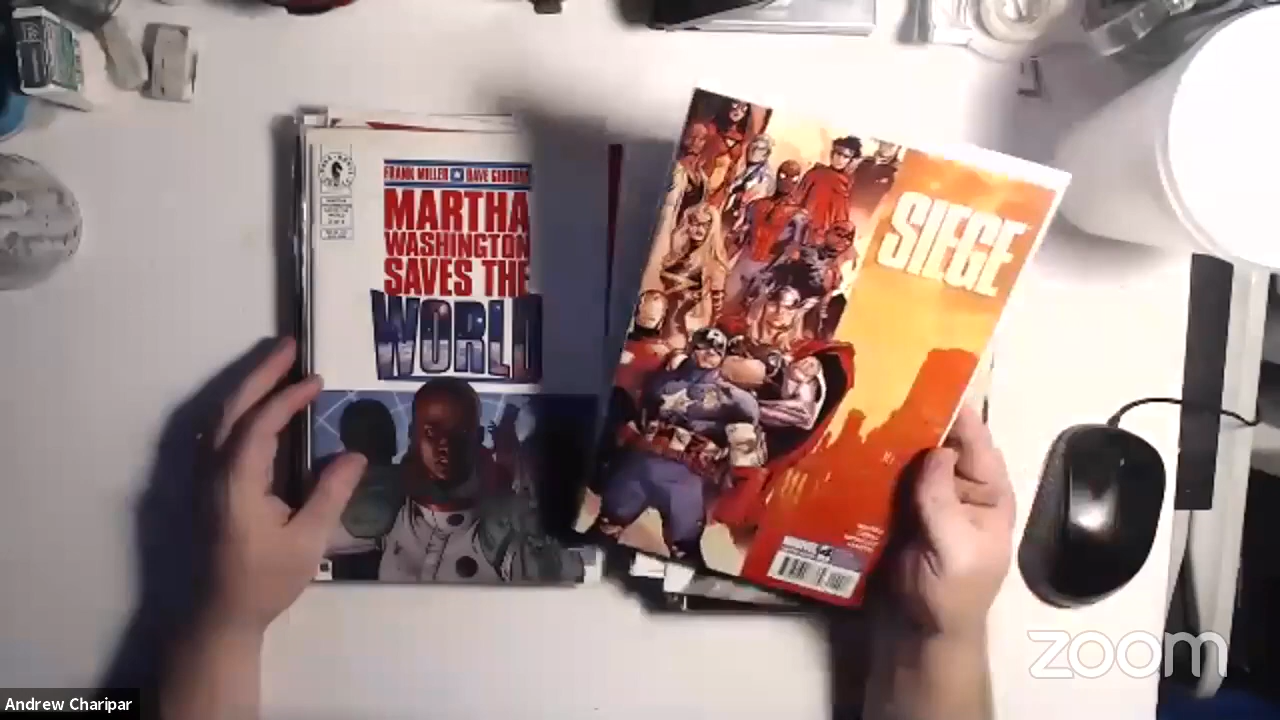 FRANK MILLER DAVE GIBBONS
MARTHA
WASHINGTON
SAVES THE
WORLD
SIEGE
zoom
Andrew Charipar